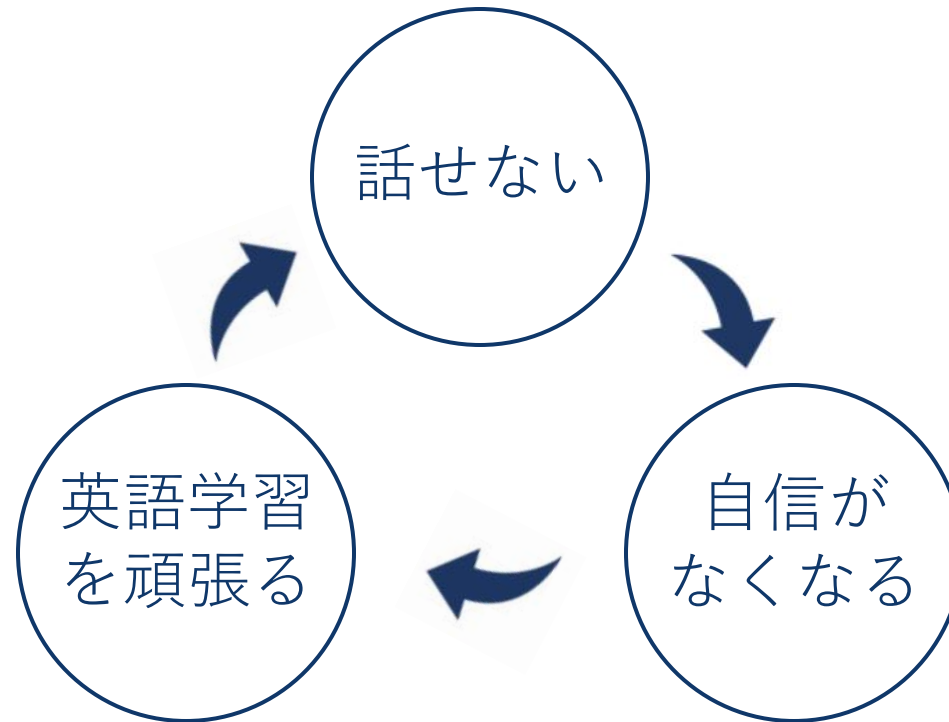 話せない
自信が
なくなる
英語学習
を頑張る